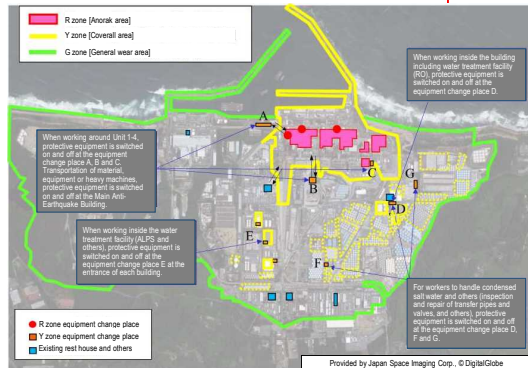 R zone [Anorak area]
Y zone [Coverall area]
G zone [General wear area]
When working inside the
building including water
treatment facility
(RO), protective equipment is
switched on and off at the
equipment change place D.
A
When working around Unit 1-4,
protective equipment is switched
on and off at the equipment
change place A, B and C.
Transportation of material,
equipment or heavy machines,
protective equipment is switched
on and off at the Main Anti-
Earthquake Building.
B
C
G
D
When working inside the water
treatment facility (ALPS and
others), protective equipment is
switched on and off at the
equipment change place E at the
entrance of each building.
E
F
For workers to handle condensed
salt water and others (inspection
and repair of transfer pipes and
valves, and others), protective
equipment is switched on and off
at the equipment change place D,
F and G.
R zone equipment change place
Y zone equipment change place
Existing rest house and others
Provided by Japan Space Imaging Corp., © DigitalGlobe